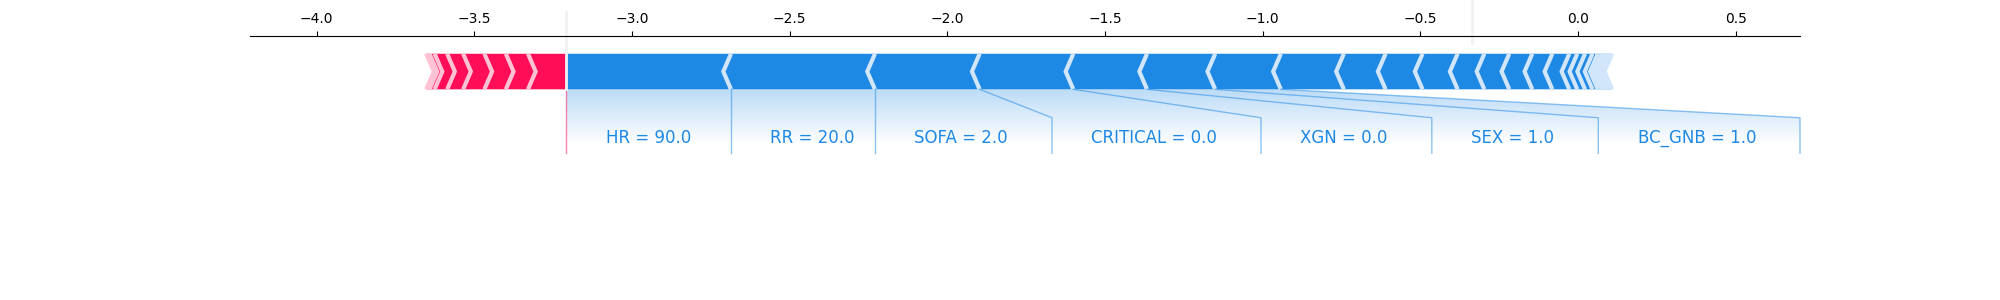 −4.0 −3.5 −3.0 −2.5 −2.0 −1.5 −1.0 −0.5 0.0 0.5
HR = 90.0 RR = 20.0 SOFA = 2.0 CRITICAL = 0.0 XGN = 0.0 SEX = 1.0 BC_GNB = 1.0